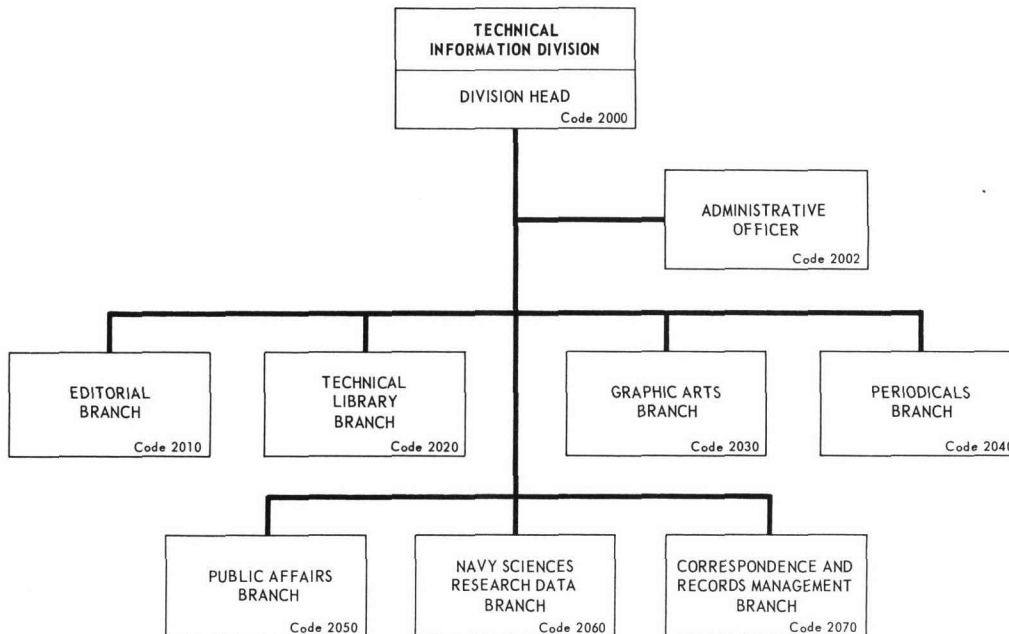 TECHNICAL
INFORMATION DIVISION
DIVISION HEAD
Code 2000
ADMINISTRATIVE
OFFICER
Code 2002
EDITORIAL
BRANCH
Code 2010
TECHNICAL
LIBRARY
BRANCH
Code 2020
GRAPHIC ARTS
BRANCH
Code 2030
PERIODICALS
BRANCH
Code 2040
PUBLIC AFFAIRS
BRANCH
Code 2050
NAVY SCIENCES
RESEARCH DATA
BRANCH
Code 2060
CORRESPONDENCE AND
RECORDS MANAGEMENT
BRANCH
Code 2070